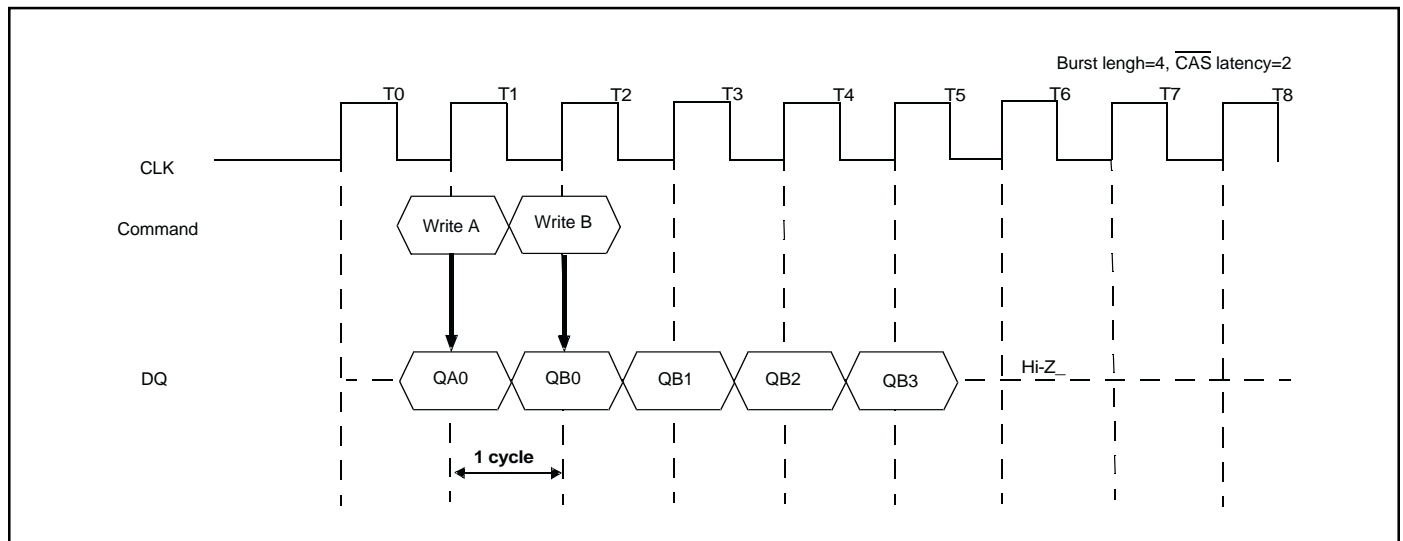 Burst lengh=4, CAS latency=2
T0 T1 T2 T3 T4 T5 T6 T7 T8
CLK
Command Write A Write B
DQ QA0 QB0 QB1 QB2 QB3 Hi-Z_
1 cycle